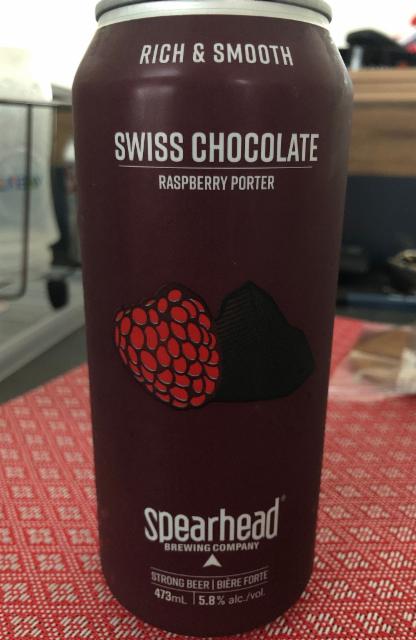 RICH & SMOOTH
SWISS CHOCOLATE
RASPBERRY PORTER
spearhead®
BREWING COMPANY
STRONG BEER | BIÈRE FORTE
473mL | 5.8% alc./vol.